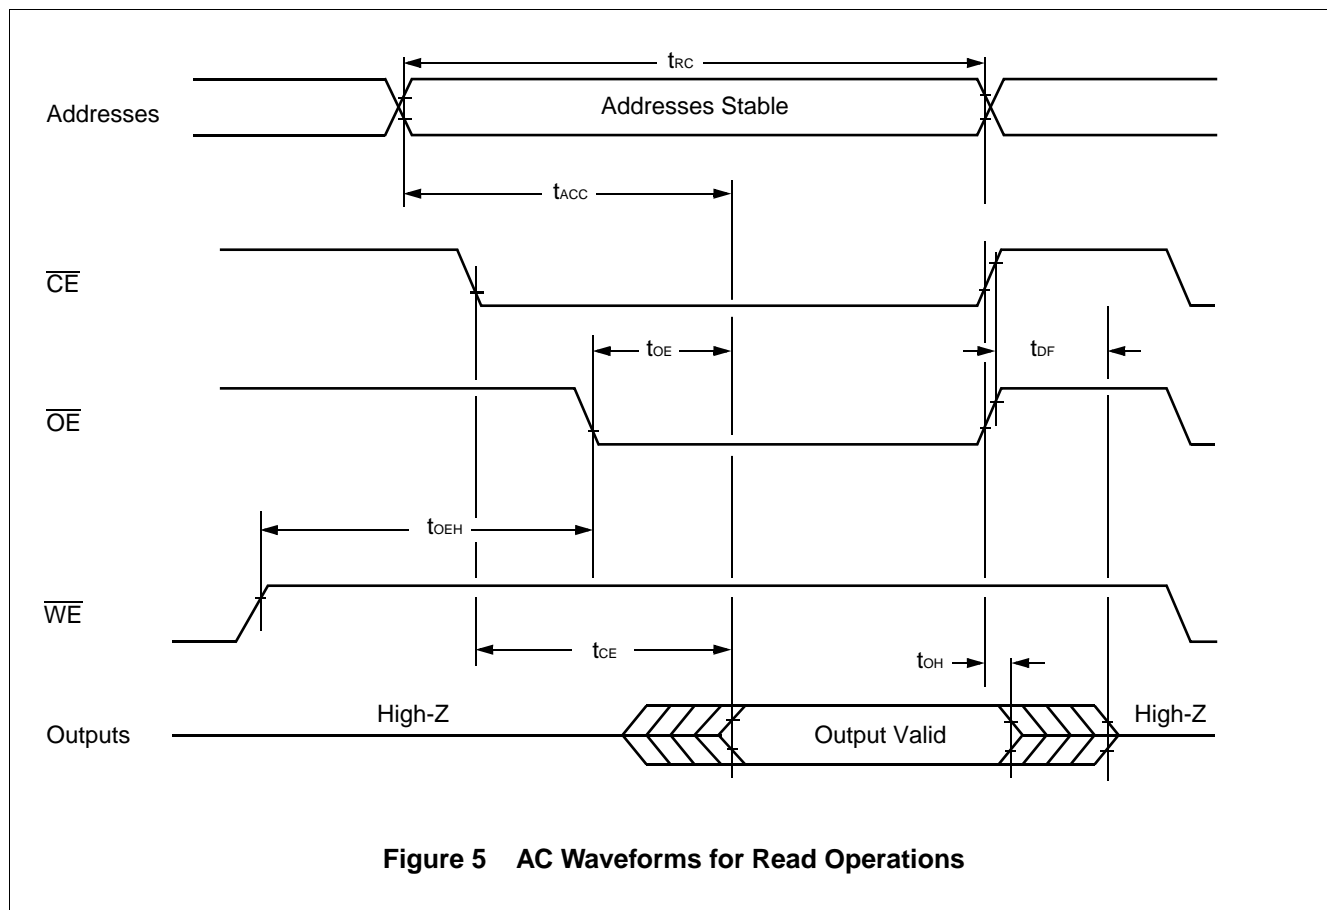 tRC
Addresses
Addresses Stable
tACC
CE
tOE
tDF
OE
tOEH
WE
tCE
tOH
High-Z
High-Z
Outputs
Output Valid
Figure 5 AC Waveforms for Read Operations